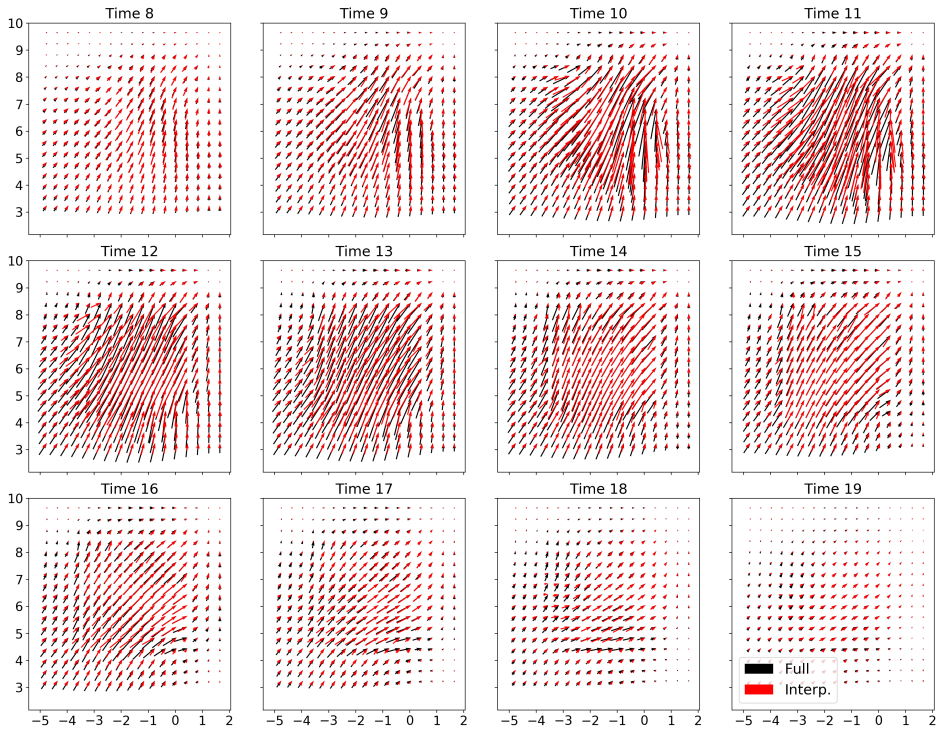 Time 8
Time 9
Time 10
Time 11
10
9
8
7
6
5
4
3
Time 12
Time 13
Time 14
Time 15
10
9
8
7
6
5
4
3
Time 16
Time 17
Time 18
Time 19
10
9
8
7
6
5
4
3
Full
Interp.
−5 −4 −3 −2 −1 0 1 2
−5 −4 −3 −2 −1 0 1 2
−5 −4 −3 −2 −1 0 1 2
−5 −4 −3 −2 −1 0 1 2